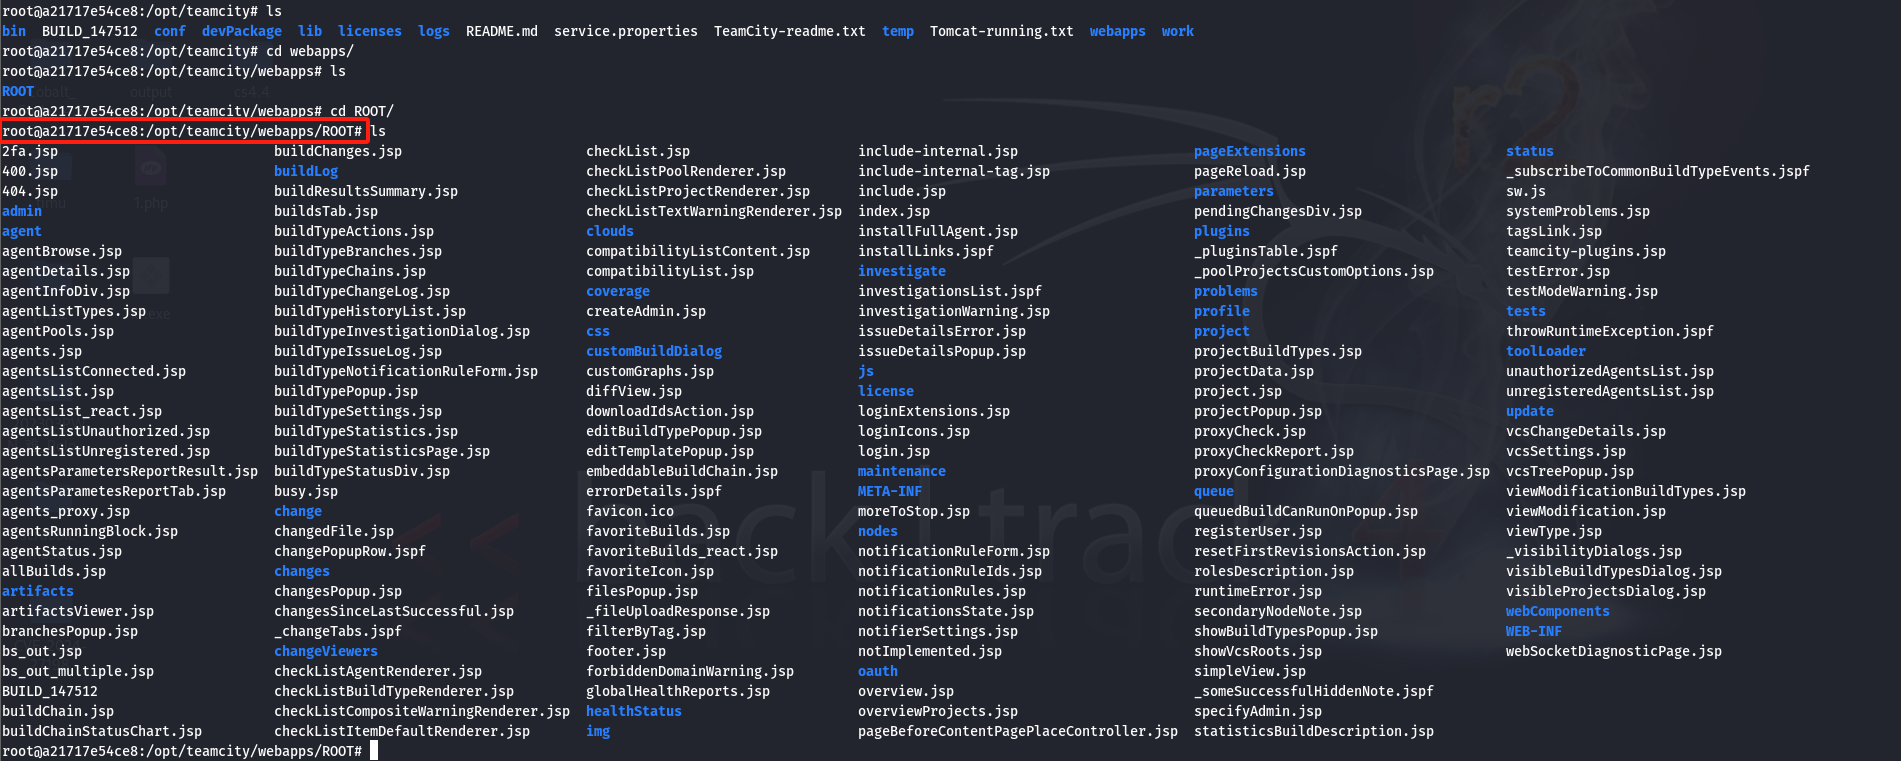 root@a21717e54ce8:/opt/teamcity# ls
bin BUILD_147512 conf devPackage lib licenses logs README.md service.properties TeamCity-readme.txt temp Tomcat-running.txt webapps work
root@a21717e54ce8:/opt/teamcity# cd webapps/
root@a21717e54ce8:/opt/teamcity/webapps# ls
ROOT
root@a21717e54ce8:/opt/teamcity/webapps# cd ROOT/
root@a21717e54ce8:/opt/teamcity/webapps/ROOT# ls
2fa.jsp buildChanges.jsp checkList.jsp include-internal.jsp pageExtensions status
400.jsp buildLog checkListPoolRenderer.jsp include-internal-tag.jsp pageReload.jsp _subscribeToCommonBuildTypeEvents.jspf
404.jsp buildResultsSummary.jsp checkListProjectRenderer.jsp include.jsp parameters sw.js
admin buildsTab.jsp checkListTextWarningRenderer.jsp index.jsp pendingChangesDiv.jsp systemProblems.jsp
agent buildTypeActions.jsp clouds installFullAgent.jsp plugins tagsLink.jsp
agentBrowse.jsp buildTypeBranches.jsp compatibilityListContent.jsp installLinks.jspf _pluginsTable.jspf teamcity-plugins.jsp
agentDetails.jsp buildTypeChains.jsp compatibilityList.jsp investigate _poolProjectsCustomOptions.jsp testError.jsp
agentInfoDiv.jsp buildTypeChangeLog.jsp coverage investigationsList.jspf problems testModeWarning.jsp
agentListTypes.jsp buildTypeHistoryList.jsp createAdmin.jsp investigationWarning.jsp profile tests
agentPools.jsp buildTypeInvestigationDialog.jsp css issueDetailsError.jsp project throwRuntimeException.jspf
agents.jsp buildTypeIssueLog.jsp customBuildDialog issueDetailsPopup.jsp projectBuildTypes.jsp toolLoader
agentsListConnected.jsp buildTypeNotificationRuleForm.jsp customGraphs.jsp js projectData.jsp unauthorizedAgentsList.jsp
agentsList.jsp buildTypePopup.jsp diffView.jsp license project.jsp unregisteredAgentsList.jsp
agentsList_react.jsp buildTypeSettings.jsp downloadIdsAction.jsp loginExtensions.jsp projectPopup.jsp update
agentsListUnauthorized.jsp buildTypeStatistics.jsp editBuildTypePopup.jsp loginIcons.jsp proxyCheck.jsp vcsChangeDetails.jsp
agentsListUnregistered.jsp buildTypeStatisticsPage.jsp editTemplatePopup.jsp login.jsp proxyCheckReport.jsp vcsSettings.jsp
agentsParametersReportResult.jsp buildTypeStatusDiv.jsp embeddableBuildChain.jsp maintenance proxyConfigurationDiagnosticsPage.jsp vcsTreePopup.jsp
agentsParametesReportTab.jsp busy.jsp errorDetails.jspf META-INF queue viewModificationBuildTypes.jsp
agents_proxy.jsp change favicon.ico moreToStop.jsp queuedBuildCanRunOnPopup.jsp viewModification.jsp
agentsRunningBlock.jsp changedFile.jsp favoriteBuilds.jsp nodes registerUser.jsp viewType.jsp
agentStatus.jsp changePopupRow.jspf favoriteBuilds_react.jsp notificationRuleForm.jsp resetFirstRevisionsAction.jsp _visibilityDialogs.jsp
allBuilds.jsp changes favoriteIcon.jsp notificationRuleIds.jsp rolesDescription.jsp visibleBuildTypesDialog.jsp
artifacts changesPopup.jsp filesPopup.jsp notificationRules.jsp runtimeError.jsp visibleProjectsDialog.jsp
artifactsViewer.jsp changesSinceLastSuccessful.jsp _fileUploadResponse.jsp notificationsState.jsp secondaryNodeNote.jsp webComponents
branchesPopup.jsp _changeTabs.jspf filterByTag.jsp notifierSettings.jsp showBuildTypesPopup.jsp WEB-INF
bs_out.jsp changeViewers footer.jsp notImplemented.jsp showVcsRoots.jsp webSocketDiagnosticPage.jsp
bs_out_multiple.jsp checkListAgentRenderer.jsp forbiddenDomainWarning.jsp oauth simpleView.jsp
BUILD_147512 checkListBuildTypeRenderer.jsp globalHealthReports.jsp overview.jsp _someSuccessfulHiddenNote.jspf
buildChain.jsp checkListCompositeWarningRenderer.jsp healthStatus overviewProjects.jsp specifyAdmin.jsp
buildChainStatusChart.jsp checkListItemDefaultRenderer.jsp img pageBeforeContentPagePlaceController.jsp statisticsBuildDescription.jsp
root@a21717e54ce8:/opt/teamcity/webapps/ROOT#